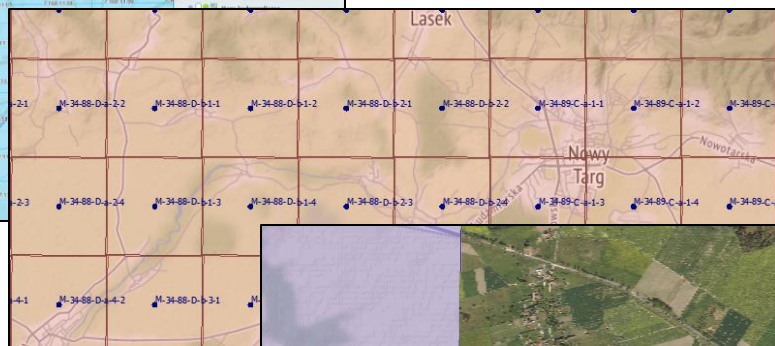 Lasek
a-2-1 M-34-88-D-a-2-2 M-34-88-D-b-1-1 M-34-88-D-b-1-2 M-34-88-D-b-2-1 M-34-88-D-b-2-2 M-34-89-C-a-1-1 M-34-89-C-a-1-2 M-34-89-C-
Nowotarska
Nowy
Targ
a-2-3 M-34-88-D-a-2-4 M-34-88-D-b-1-3 M-34-88-D-b-1-4 M-34-88-D-b-2-3 M-34-88-D-b-2-4 M-34-89-C-a-1-3 M-34-89-C-a-1-4 M-34-89-C-
a-4-1 M-34-88-D-a-4-2 M-34-88-D-b-3-1